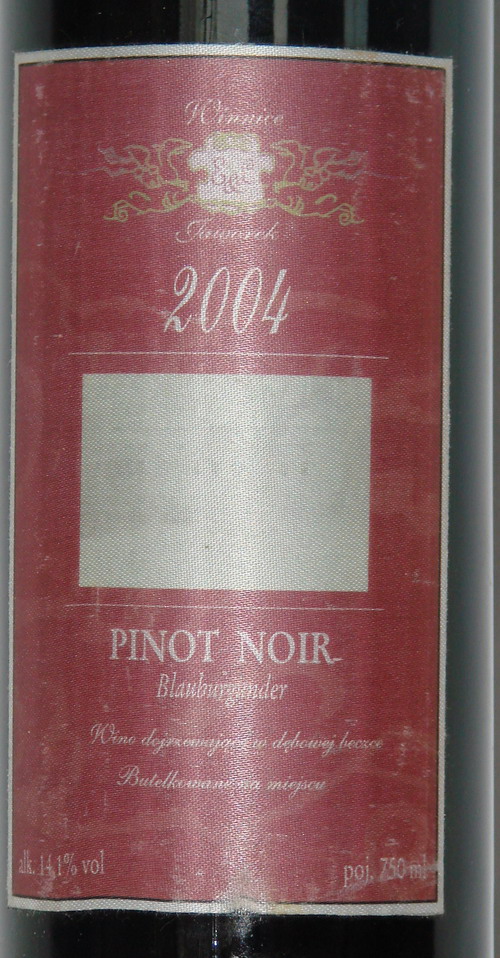 Winnice
Jaworek
2004
PINOT NOIR
Blauburgunder
Wino dojrzewające w dębowej beczce
Butelkowane na miejscu
alk. 14,1% vol
poj. 750 ml